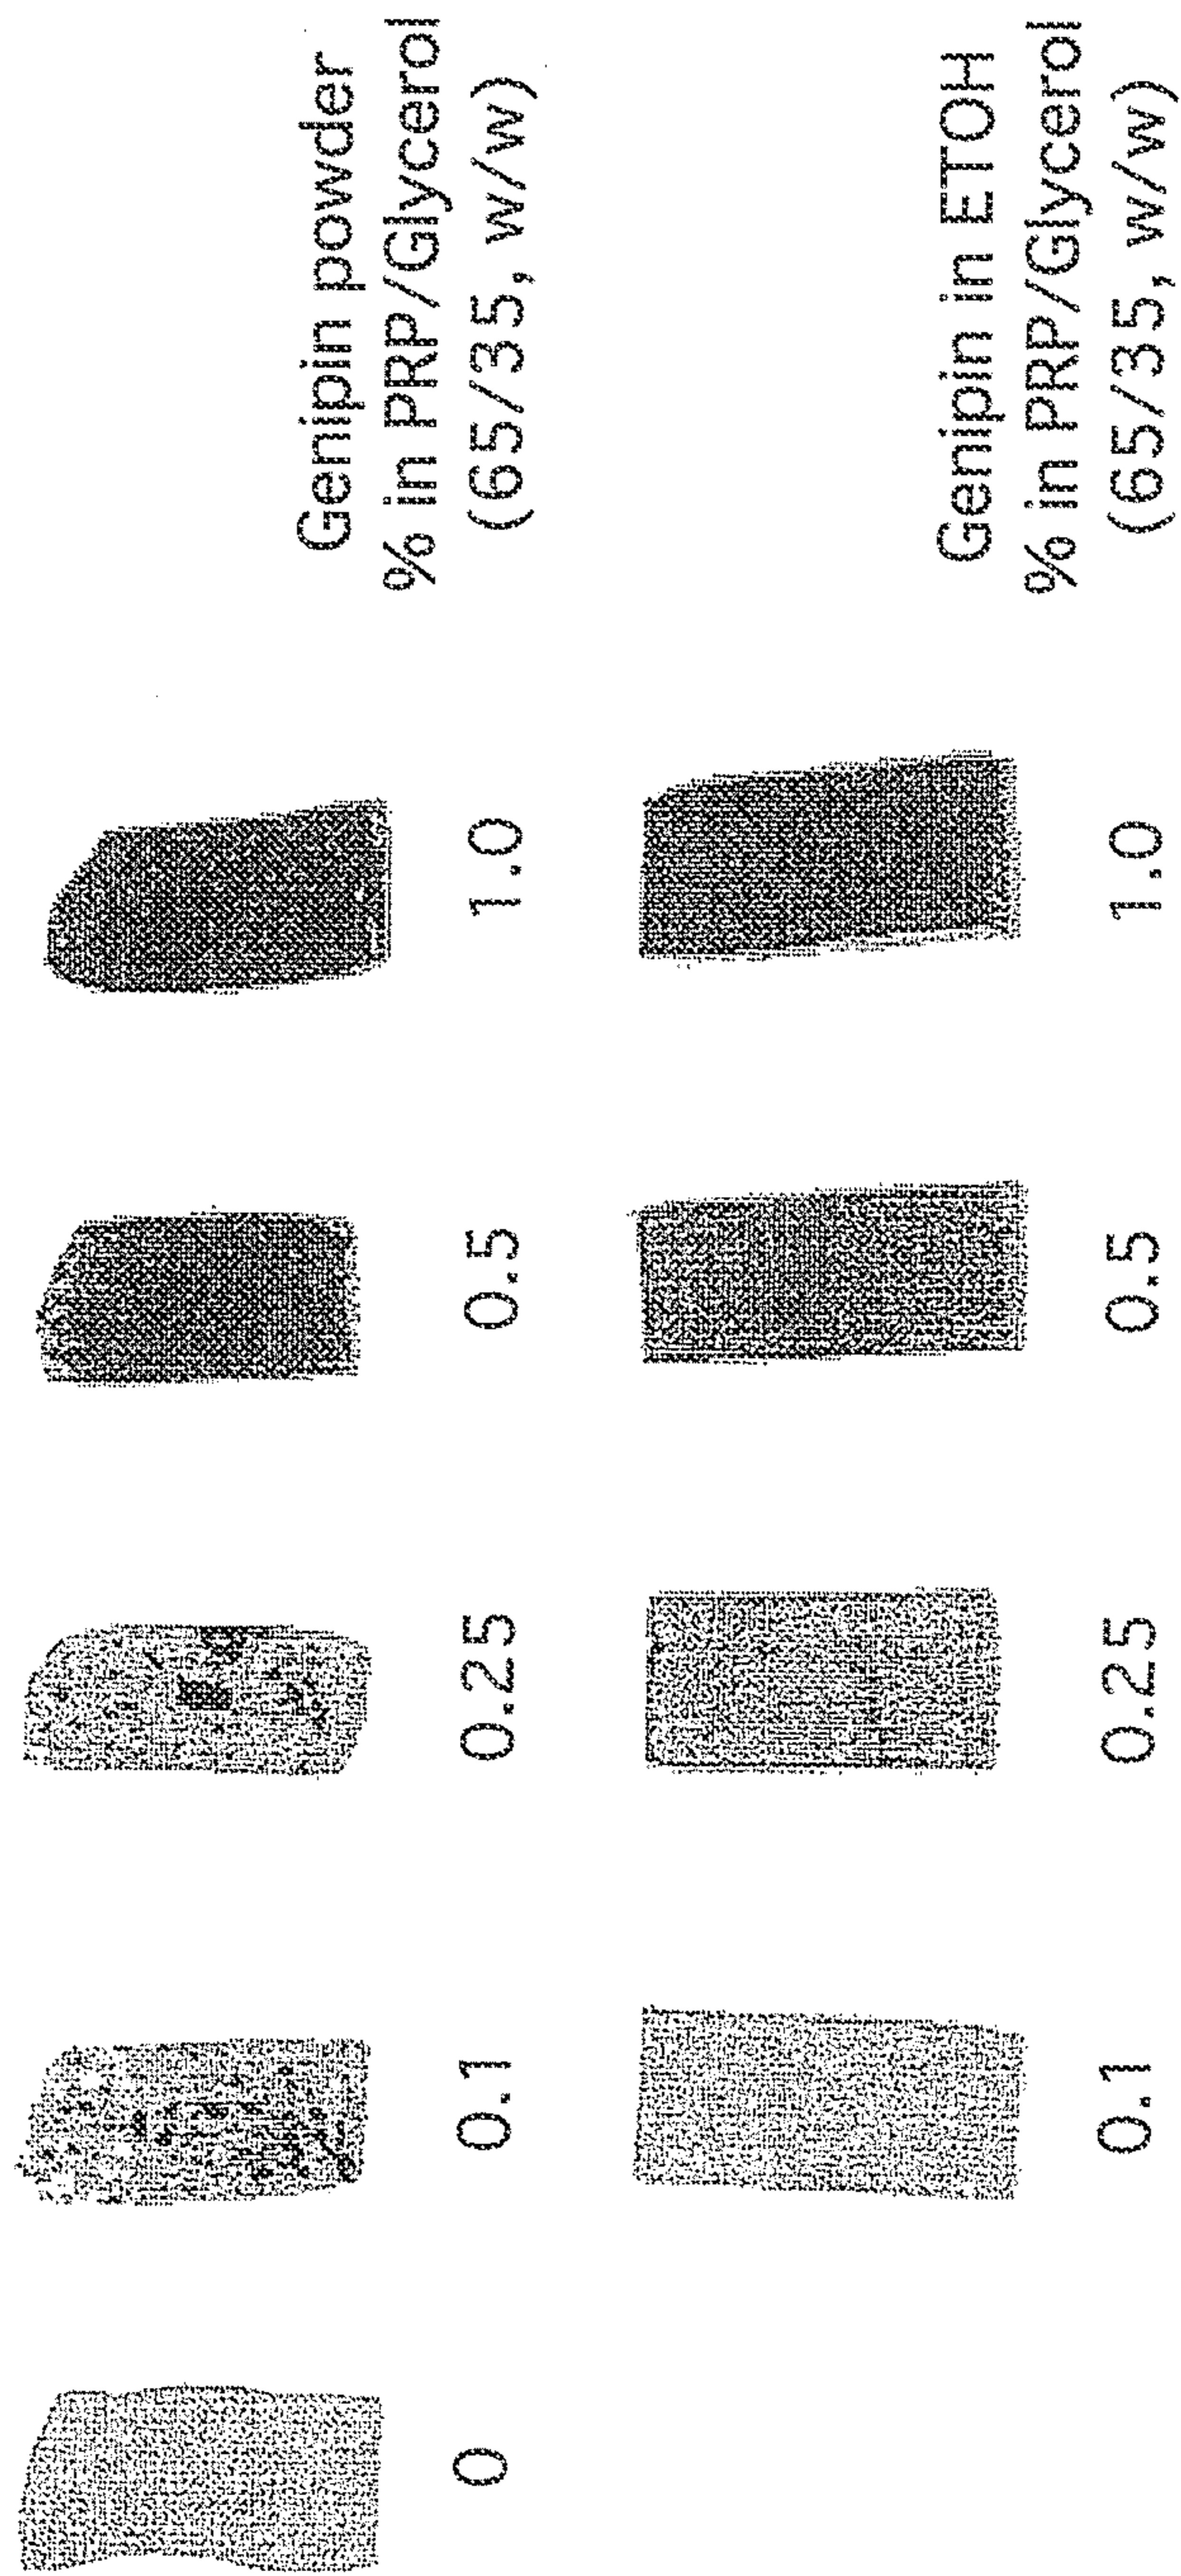 0 0.1 0.25 0.5 1.0
Genipin powder
% in PRP/Glycerol
(65/35, w/w)
0.1 0.25 0.5 1.0
Genipin in ETOH
% in PRP/Glycerol
(65/35, w/w)